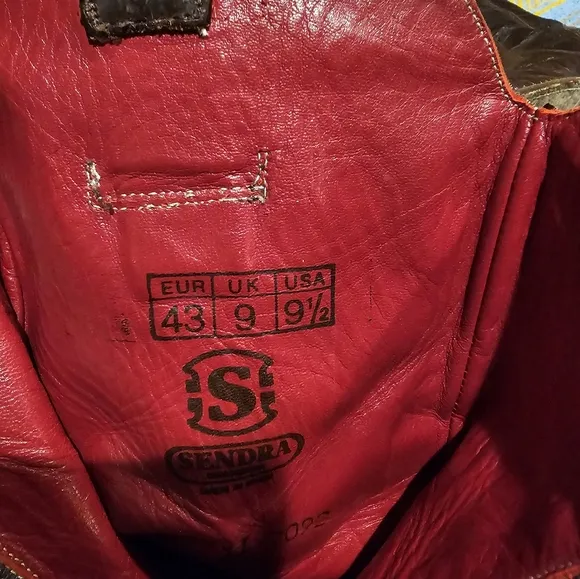 EUR UK USA
43 9 9½
S
SENDRA